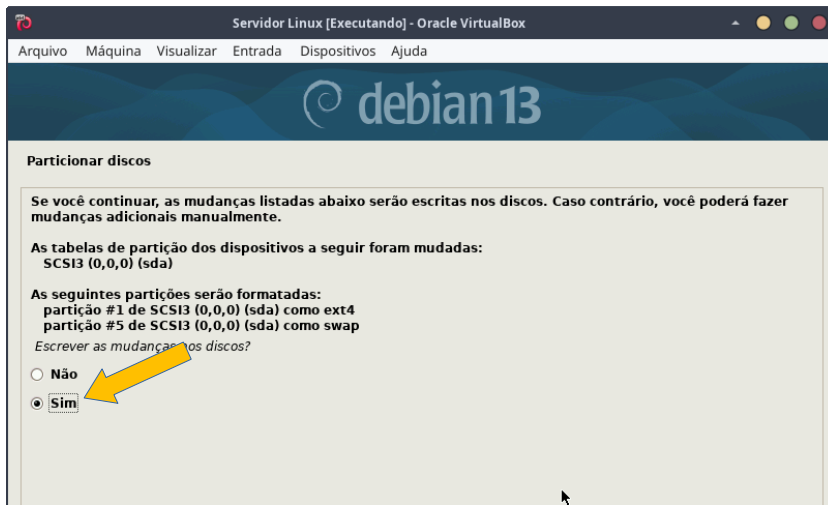 Servidor Linux [Executando] - Oracle VirtualBox
Arquivo Máquina Visualizar Entrada Dispositivos Ajuda
debian 13
Particionar discos
Se você continuar, as mudanças listadas abaixo serão escritas nos discos. Caso contrário, você poderá fazer
mudanças adicionais manualmente.
As tabelas de partição dos dispositivos a seguir foram mudadas:
SCSI3 (0,0,0) (sda)
As seguintes partições serão formatadas:
partição #1 de SCSI3 (0,0,0) (sda) como ext4
partição #5 de SCSI3 (0,0,0) (sda) como swap
Escrever as mudanças nos discos?
Não
Sim